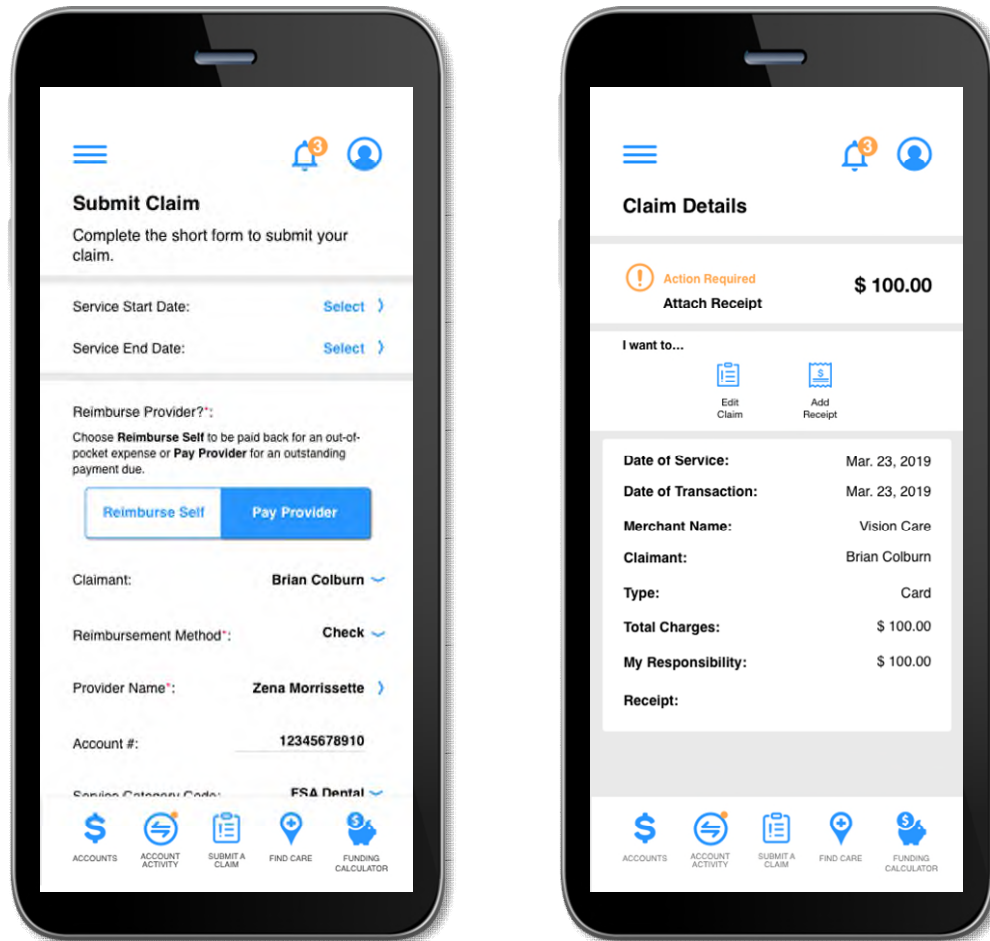 3
Submit Claim
Complete the short form to submit your
claim.
Service Start Date: Select
Service End Date: Select
Reimburse Provider?*:
Choose Reimburse Self to be paid back for an out-of-
pocket expense or Pay Provider for an outstanding
payment due.
Reimburse Self Pay Provider
Claimant: Brian Colburn
Reimbursement Method*: Check
Provider Name*: Zena Morrissette
Account #: 12345678910
Service Category Code: FSA Dental
ACCOUNTS
ACCOUNT
ACTIVITY
SUBMIT A
CLAIM
FIND CARE
FUNDING
CALCULATOR
3
Claim Details
Action Required
Attach Receipt
$ 100.00
I want to...
Edit
Claim
Add
Receipt
Date of Service: Mar. 23, 2019
Date of Transaction: Mar. 23, 2019
Merchant Name: Vision Care
Claimant: Brian Colburn
Type: Card
Total Charges: $ 100.00
My Responsibility: $ 100.00
Receipt:
ACCOUNTS
ACCOUNT
ACTIVITY
SUBMIT A
CLAIM
FIND CARE
FUNDING
CALCULATOR